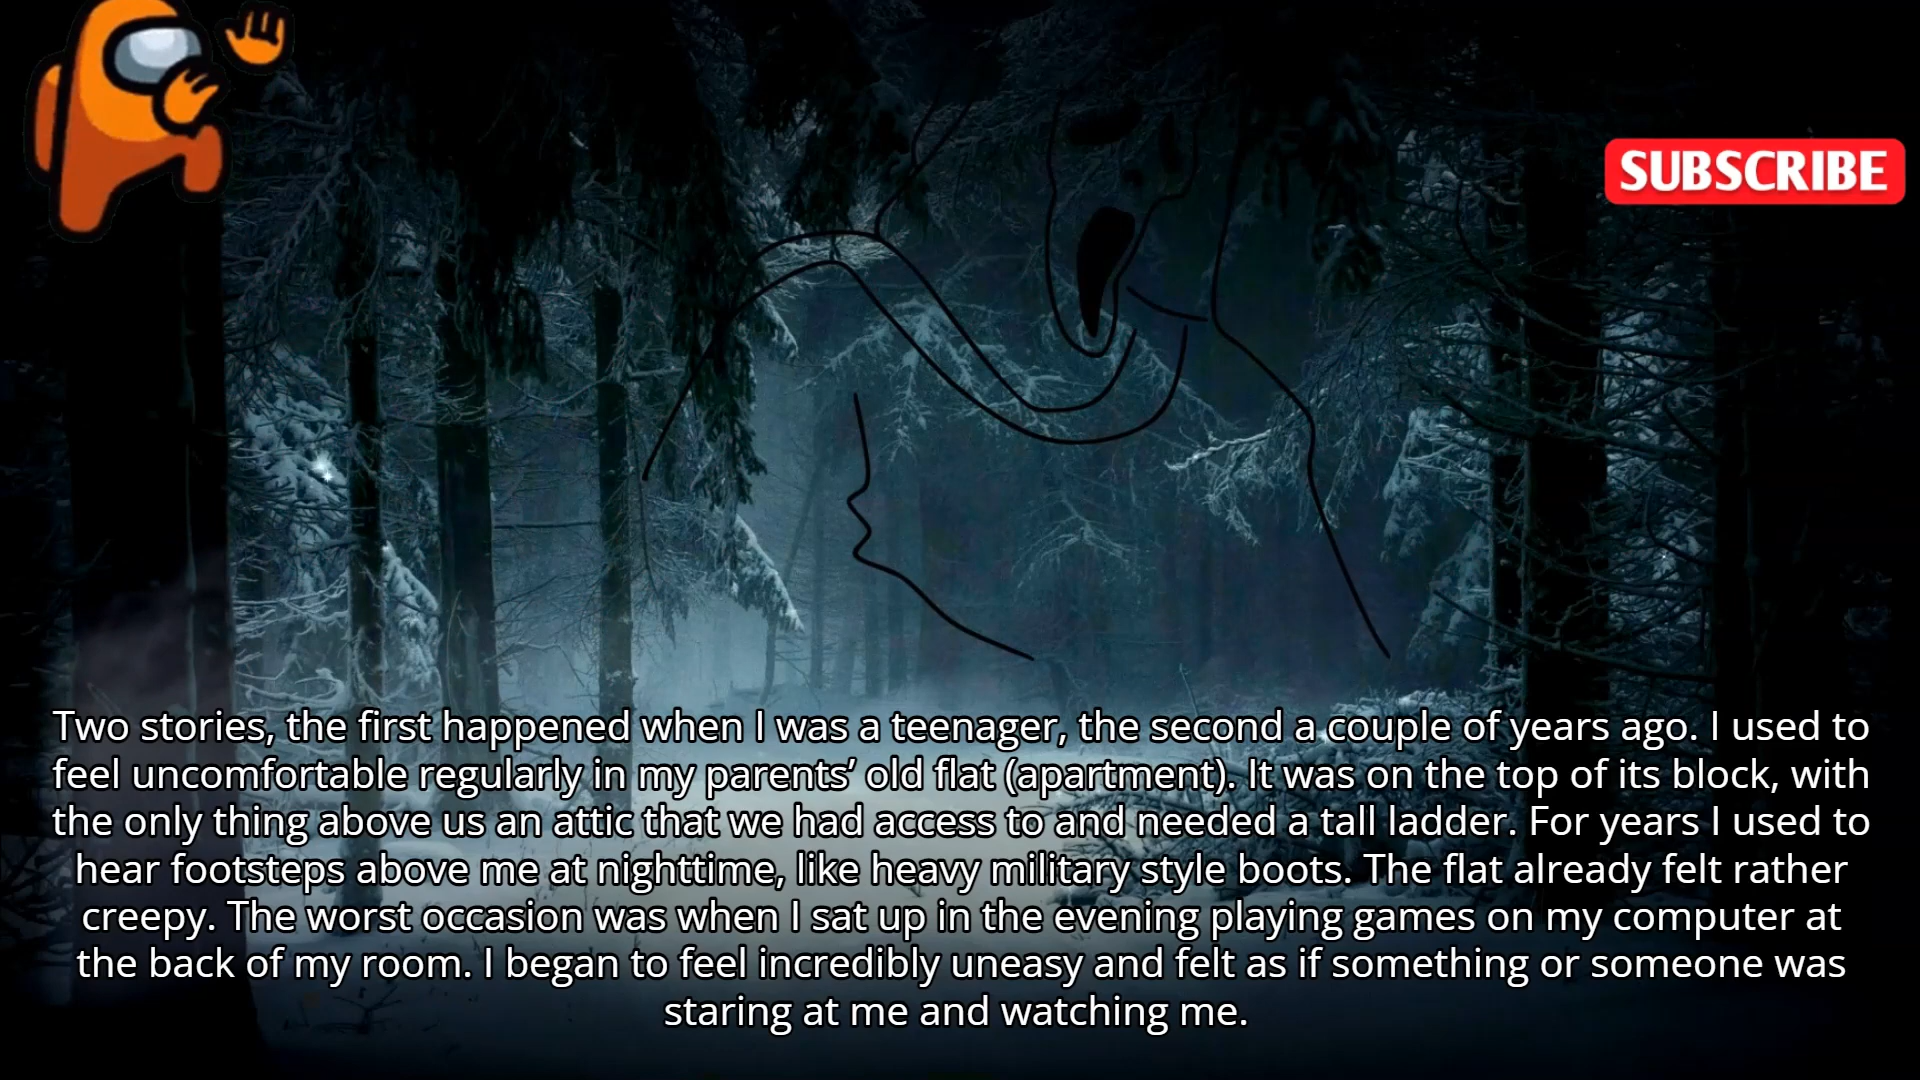 SUBSCRIBE
Two stories, the first happened when I was a teenager, the second a couple of years ago. I used to
feel uncomfortable regularly in my parents’ old flat (apartment). It was on the top of its block, with
the only thing above us an attic that we had access to and needed a tall ladder. For years I used to
hear footsteps above me at nighttime, like heavy military style boots. The flat already felt rather
creepy. The worst occasion was when I sat up in the evening playing games on my computer at
the back of my room. I began to feel incredibly uneasy and felt as if something or someone was
staring at me and watching me.